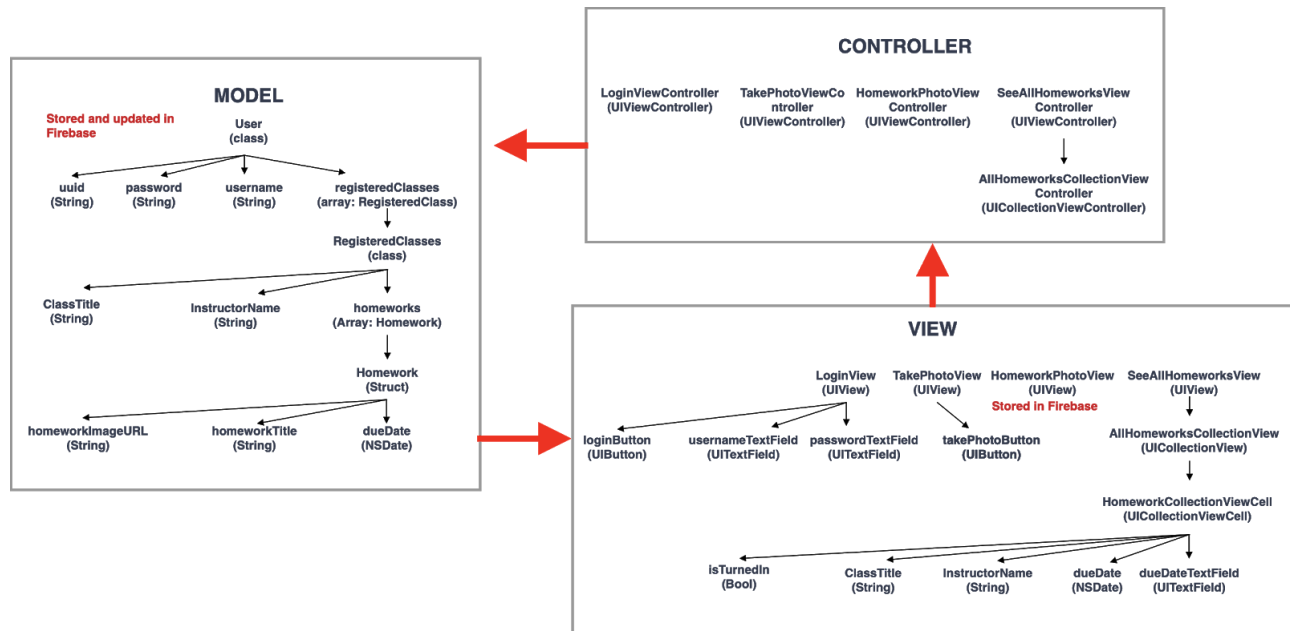 MODEL
Stored and updated in
Firebase
User
(class)
uuid
(String)
password
(String)
username
(String)
registeredClasses
(array: RegisteredClass)
RegisteredClasses
(class)
ClassTitle
(String)
InstructorName
(String)
homeworks
(Array: Homework)
Homework
(Struct)
homeworkImageURL
(String)
homeworkTitle
(String)
dueDate
(NSDate)
CONTROLLER
LoginViewController
(UIViewController)
TakePhotoViewCo
ntroller
(UIViewController)
HomeworkPhotoView
Controller
(UIViewController)
SeeAllHomeworksView
Controller
(UIViewController)
AllHomeworksCollectionView
Controller
(UICollectionViewController)
VIEW
LoginView
(UIView)
TakePhotoView
(UIView)
HomeworkPhotoView
(UIView)
Stored in Firebase
SeeAllHomeworksView
(UIView)
loginButton
(UIButton)
usernameTextField
(UITextField)
passwordTextField
(UITextField)
takePhotoButton
(UIButton)
AllHomeworksCollectionView
(UICollectionView)
HomeworkCollectionViewCell
(UICollectionViewCell)
isTurnedIn
(Bool)
ClassTitle
(String)
InstructorName
(String)
dueDate
(NSDate)
dueDateTextField
(UITextField)